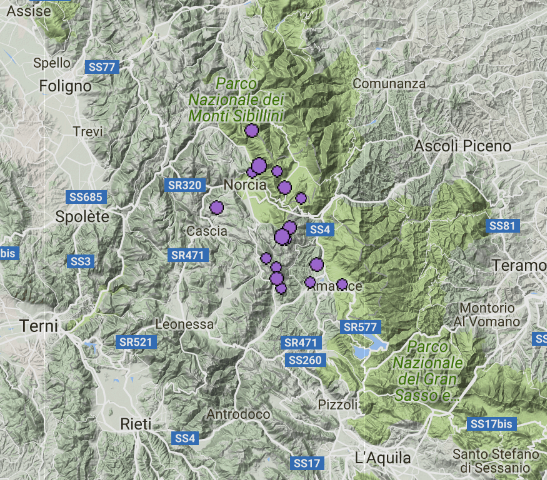 Assise
Spello
SS77
Foligno
Parco
Nazionale dei
Monti Sibillini
Comunanza
Trevi
Ascoli Piceno
SR320
Norcia
SS685
Spolète
Cascia
SS4
SS81
bis
SS3
SR471
Teramo
Amatrice
Montorio
Al Vomano
Terni
Leonessa
SR577
SR521
SR471
SS260
Parco
Nazionale
del Gran
Sasso e...
SS
Pizzoli
Antrodoco
Rieti
SS4
SS17bis
L'Aquila
SS17
Santo Stefano
di Sessanio